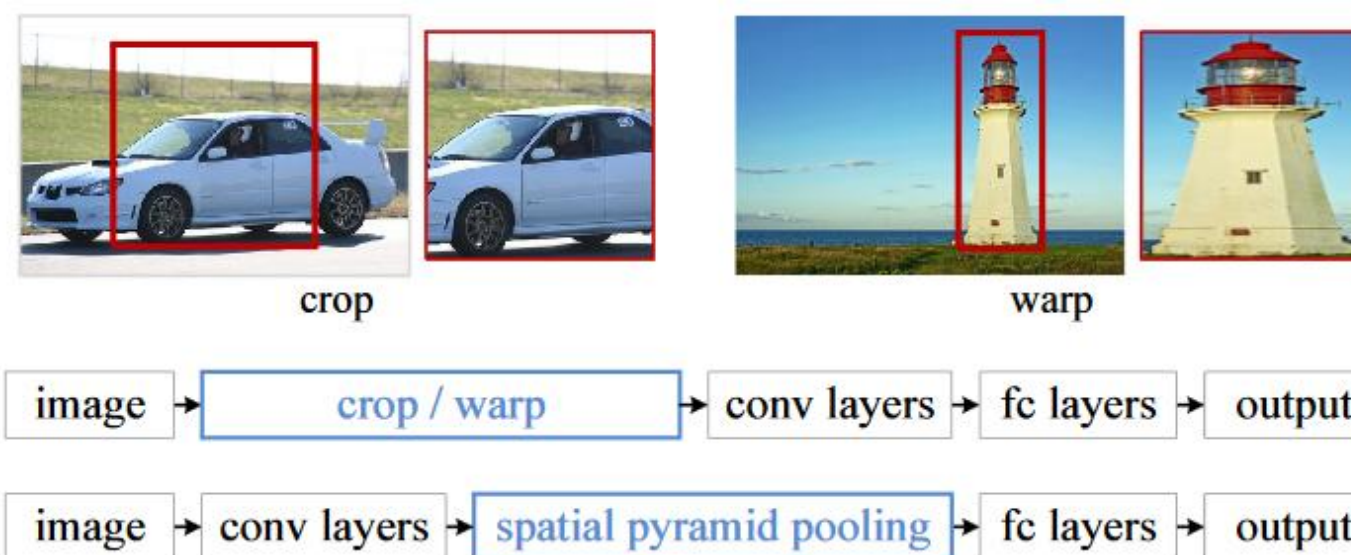 crop
warp
image crop / warp conv layers fc layers output
image conv layers spatial pyramid pooling fc layers output